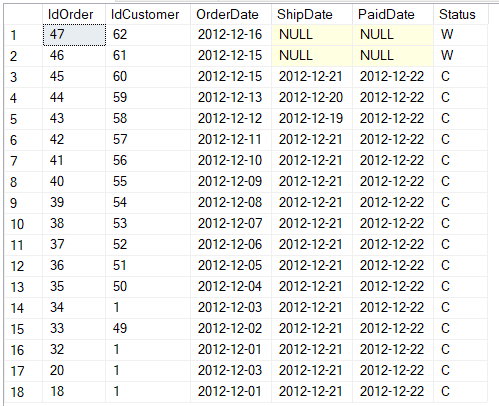 IdOrder IdCustomer OrderDate ShipDate PaidDate Status
1 47 62 2012-12-16 NULL NULL W
2 46 61 2012-12-15 NULL NULL W
3 45 60 2012-12-15 2012-12-21 2012-12-22 C
4 44 59 2012-12-13 2012-12-20 2012-12-22 C
5 43 58 2012-12-12 2012-12-19 2012-12-22 C
6 42 57 2012-12-11 2012-12-21 2012-12-22 C
7 41 56 2012-12-10 2012-12-21 2012-12-22 C
8 40 55 2012-12-09 2012-12-21 2012-12-22 C
9 39 54 2012-12-08 2012-12-21 2012-12-22 C
10 38 53 2012-12-07 2012-12-21 2012-12-22 C
11 37 52 2012-12-06 2012-12-21 2012-12-22 C
12 36 51 2012-12-05 2012-12-21 2012-12-22 C
13 35 50 2012-12-04 2012-12-21 2012-12-22 C
14 34 1 2012-12-03 2012-12-21 2012-12-22 C
15 33 49 2012-12-02 2012-12-21 2012-12-22 C
16 32 1 2012-12-01 2012-12-21 2012-12-22 C
17 20 1 2012-12-03 2012-12-21 2012-12-22 C
18 18 1 2012-12-01 2012-12-21 2012-12-22 C